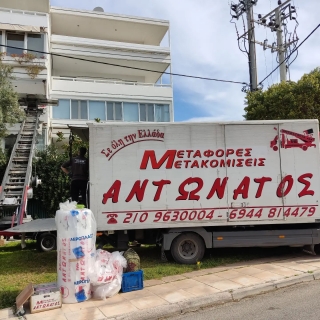 Σε όλη την Ελλάδα
ΜΕΤΑΦΟΡΕΣ
ΜΕΤΑΚΟΜΙΣΕΙΣ
ΑΝΤΩΝΑΤΟΣ
☎ 210 9630004 - 6944 814479